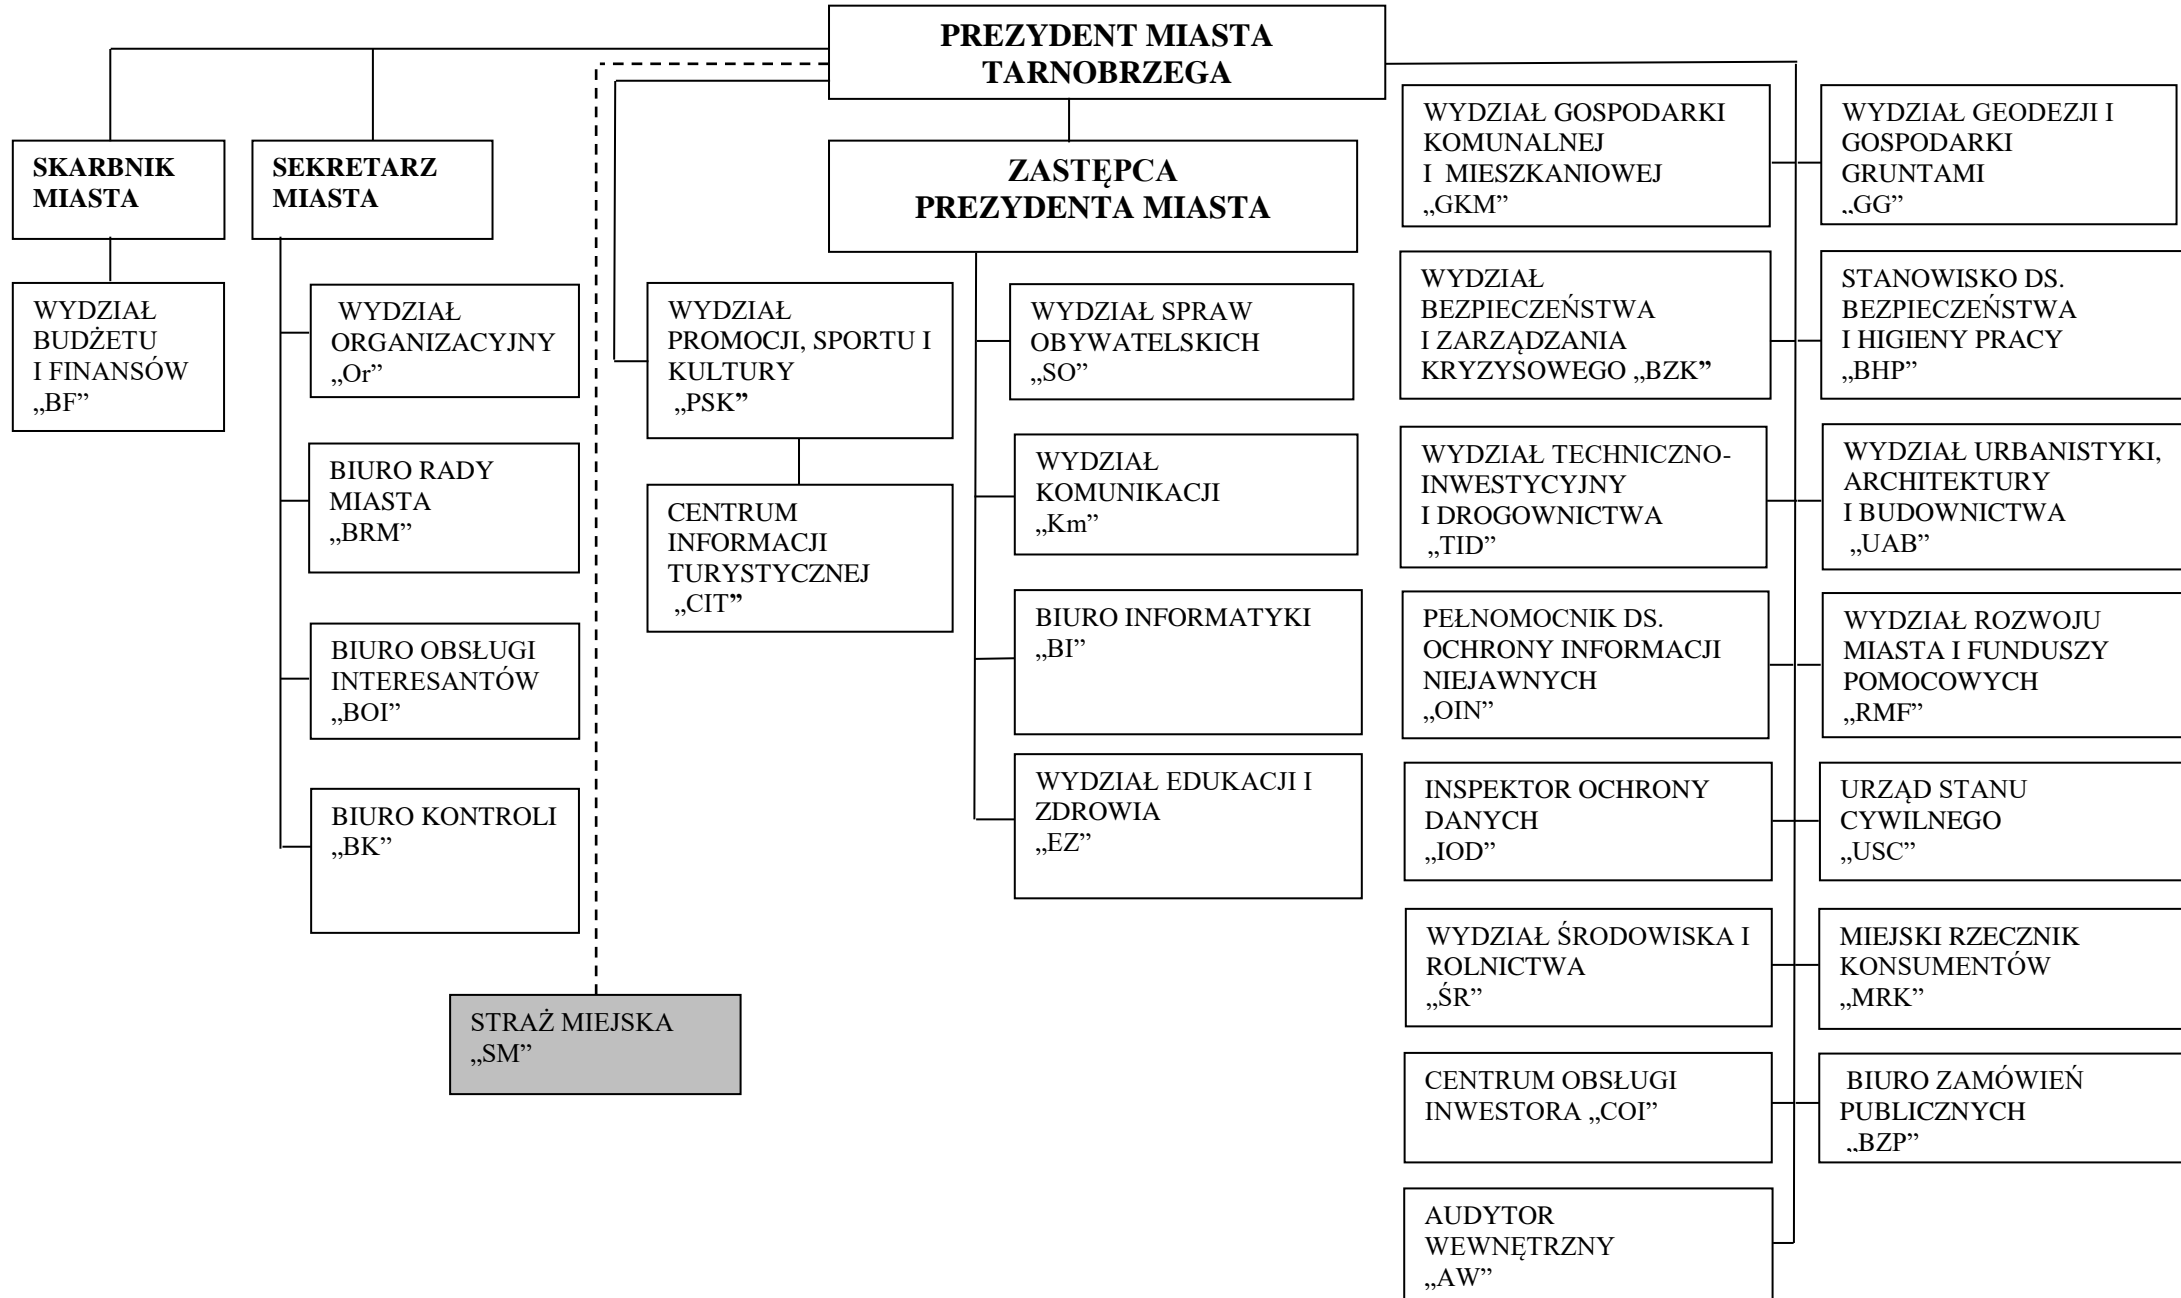 PREZYDENT MIASTA
TARNOBRZEGA
SKARBNIK
MIASTA
SEKRETARZ
MIASTA
ZASTĘPCA
PREZYDENTA MIASTA
WYDZIAŁ
BUDŻETU
I FINANSÓW
„BF”
WYDZIAŁ
ORGANIZACYJNY
„Or”
BIURO RADY
MIASTA
„BRM”
BIURO OBSŁUGI
INTERESANTÓW
„BOI”
BIURO KONTROLI
„BK”
STRAŻ MIEJSKA
„SM”
WYDZIAŁ
PROMOCJI, SPORTU I
KULTURY
„PSK”
CENTRUM
INFORMACJI
TURYSTYCZNEJ
„CIT”
WYDZIAŁ SPRAW
OBYWATELSKICH
„SO”
WYDZIAŁ
KOMUNIKACJI
„Km”
BIURO INFORMATYKI
„BI”
WYDZIAŁ EDUKACJI I
ZDROWIA
„EZ”
WYDZIAŁ GOSPODARKI
KOMUNALNEJ
I MIESZKANIOWEJ
„GKM”
WYDZIAŁ GEODEZJI I
GOSPODARKI
GRUNTAMI
„GG”
WYDZIAŁ
BEZPIECZEŃSTWA
I ZARZĄDZANIA
KRYZYSOWEGO „BZK”
STANOWISKO DS.
BEZPIECZEŃSTWA
I HIGIENY PRACY
„BHP”
WYDZIAŁ TECHNICZNO-
INWESTYCYJNY
I DROGOWNICTWA
„TID”
WYDZIAŁ URBANISTYKI,
ARCHITEKTURY
I BUDOWNICTWA
„UAB”
PEŁNOMOCNIK DS.
OCHRONY INFORMACJI
NIEJAWNYCH
„OIN”
WYDZIAŁ ROZWOJU
MIASTA I FUNDUSZY
POMOCOWYCH
„RMF”
INSPEKTOR OCHRONY
DANYCH
„IOD”
URZĄD STANU
CYWILNEGO
„USC”
WYDZIAŁ ŚRODOWISKA I
ROLNICTWA
„ŚR”
MIEJSKI RZECZNIK
KONSUMENTÓW
„MRK”
CENTRUM OBSŁUGI
INWESTORA „COI”
BIURO ZAMÓWIEŃ
PUBLICZNYCH
„BZP”
AUDYTOR
WEWNĘTRZNY
„AW”